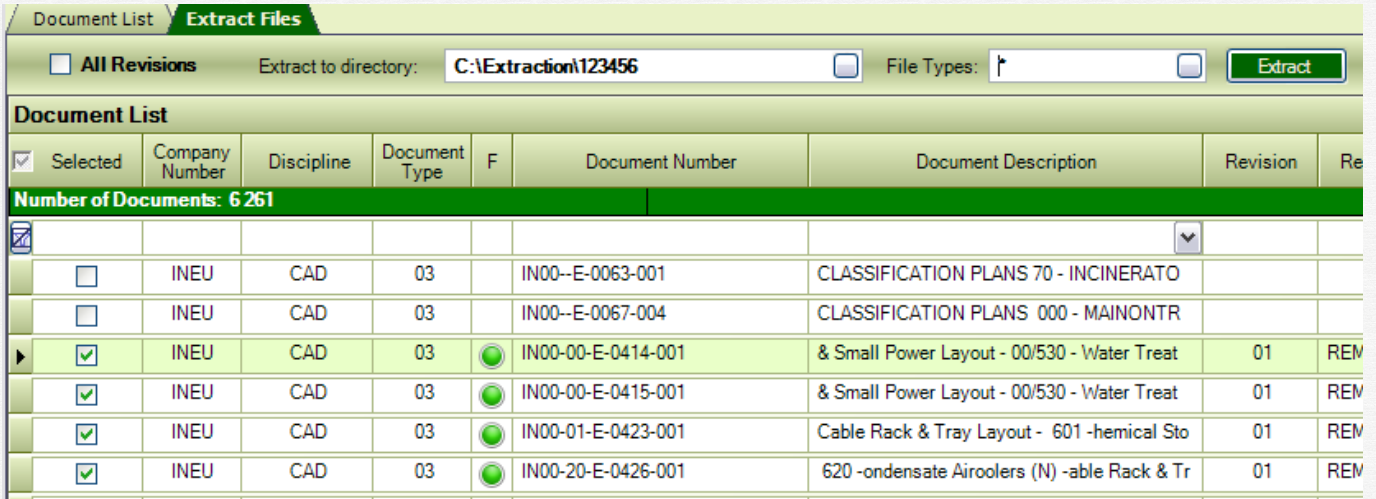 Document List Extract Files
All Revisions Extract to directory: C:\Extraction\123456 File Types: * Extract
Document List
Selected Company Number Discipline Document Type F Document Number Document Description Revision Re
Number of Documents: 6 261
INEU CAD 03 IN00--E-0063-001 CLASSIFICATION PLANS 70 - INCINERATO
INEU CAD 03 IN00--E-0067-004 CLASSIFICATION PLANS 000 - MAINONTR
INEU CAD 03 IN00-00-E-0414-001 & Small Power Layout - 00/530 - Water Treat 01 REM
INEU CAD 03 IN00-00-E-0415-001 & Small Power Layout - 00/530 - Water Treat 01 REM
INEU CAD 03 IN00-01-E-0423-001 Cable Rack & Tray Layout - 601 -hemical Sto 01 REM
INEU CAD 03 IN00-20-E-0426-001 620 -ondensate Airoolers (N) -able Rack & Tr 01 REM